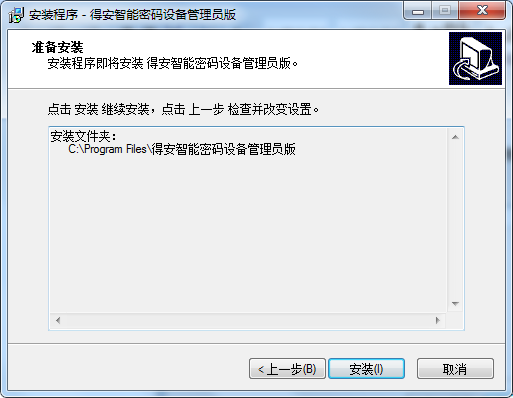 安装程序 - 得安智能密码设备管理员版
准备安装
安装程序即将安装 得安智能密码设备管理员版。
点击 安装 继续安装，点击 上一步 检查并改变设置。
安装文件夹：
C:\Program Files\得安智能密码设备管理员版
< 上一步(B)
安装(I)
取消